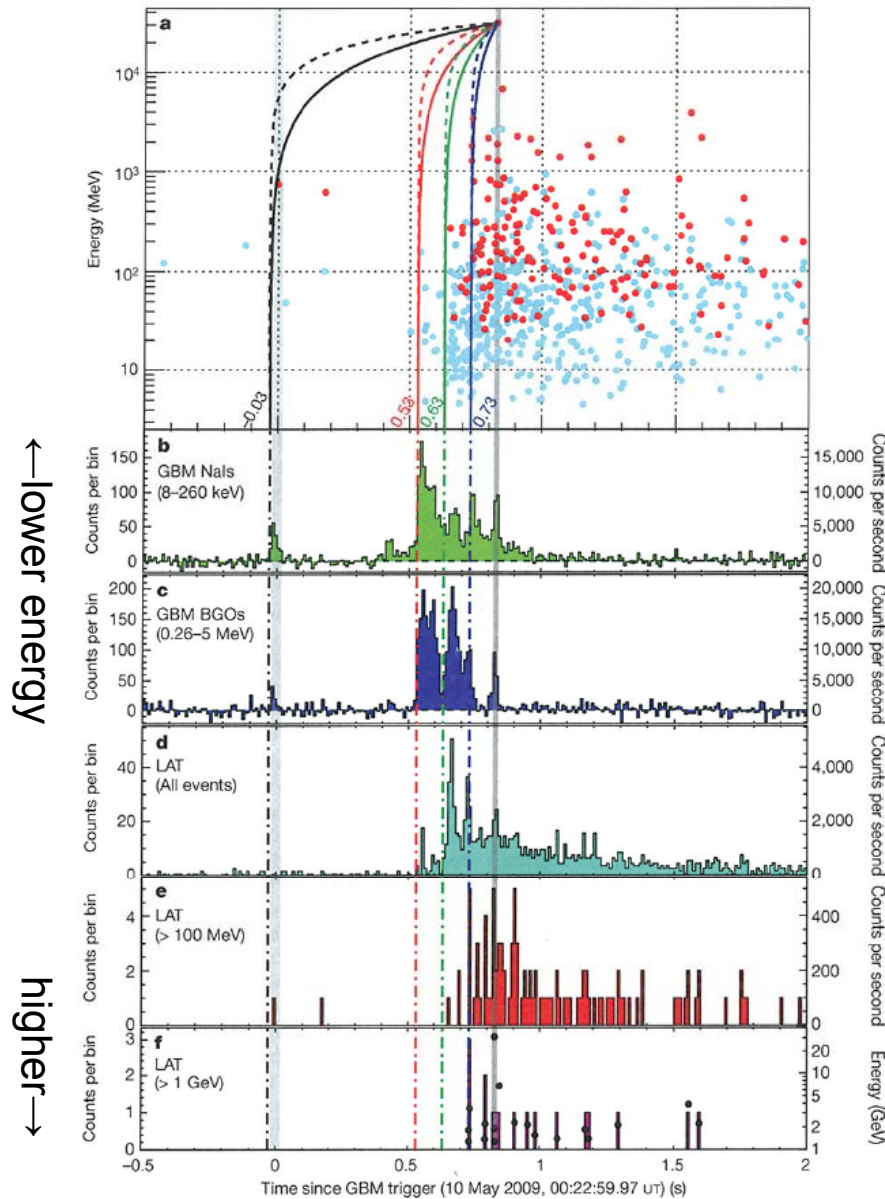 a
10⁴
10³
10²
10
Energy (MeV)
–0.03
0.53
0.63
0.73
←lower energy
higher→
b
GBM NaIs
(8–260 keV)
Counts per bin
150
100
50
0
15,000
10,000
5,000
0
Counts per second
c
GBM BGOs
(0.26–5 MeV)
Counts per bin
200
150
100
50
0
20,000
15,000
10,000
5,000
0
Counts per second
d
LAT
(All events)
Counts per bin
40
20
0
4,000
2,000
0
Counts per second
e
LAT
(> 100 MeV)
Counts per bin
4
2
0
400
200
0
Counts per second
f
LAT
(> 1 GeV)
Counts per bin
3
2
1
0
20
10
5
2
1
Energy (GeV)
–0.5
0
0.5
1
1.5
2
Time since GBM trigger (10 May 2009, 00:22:59.97 UT) (s)